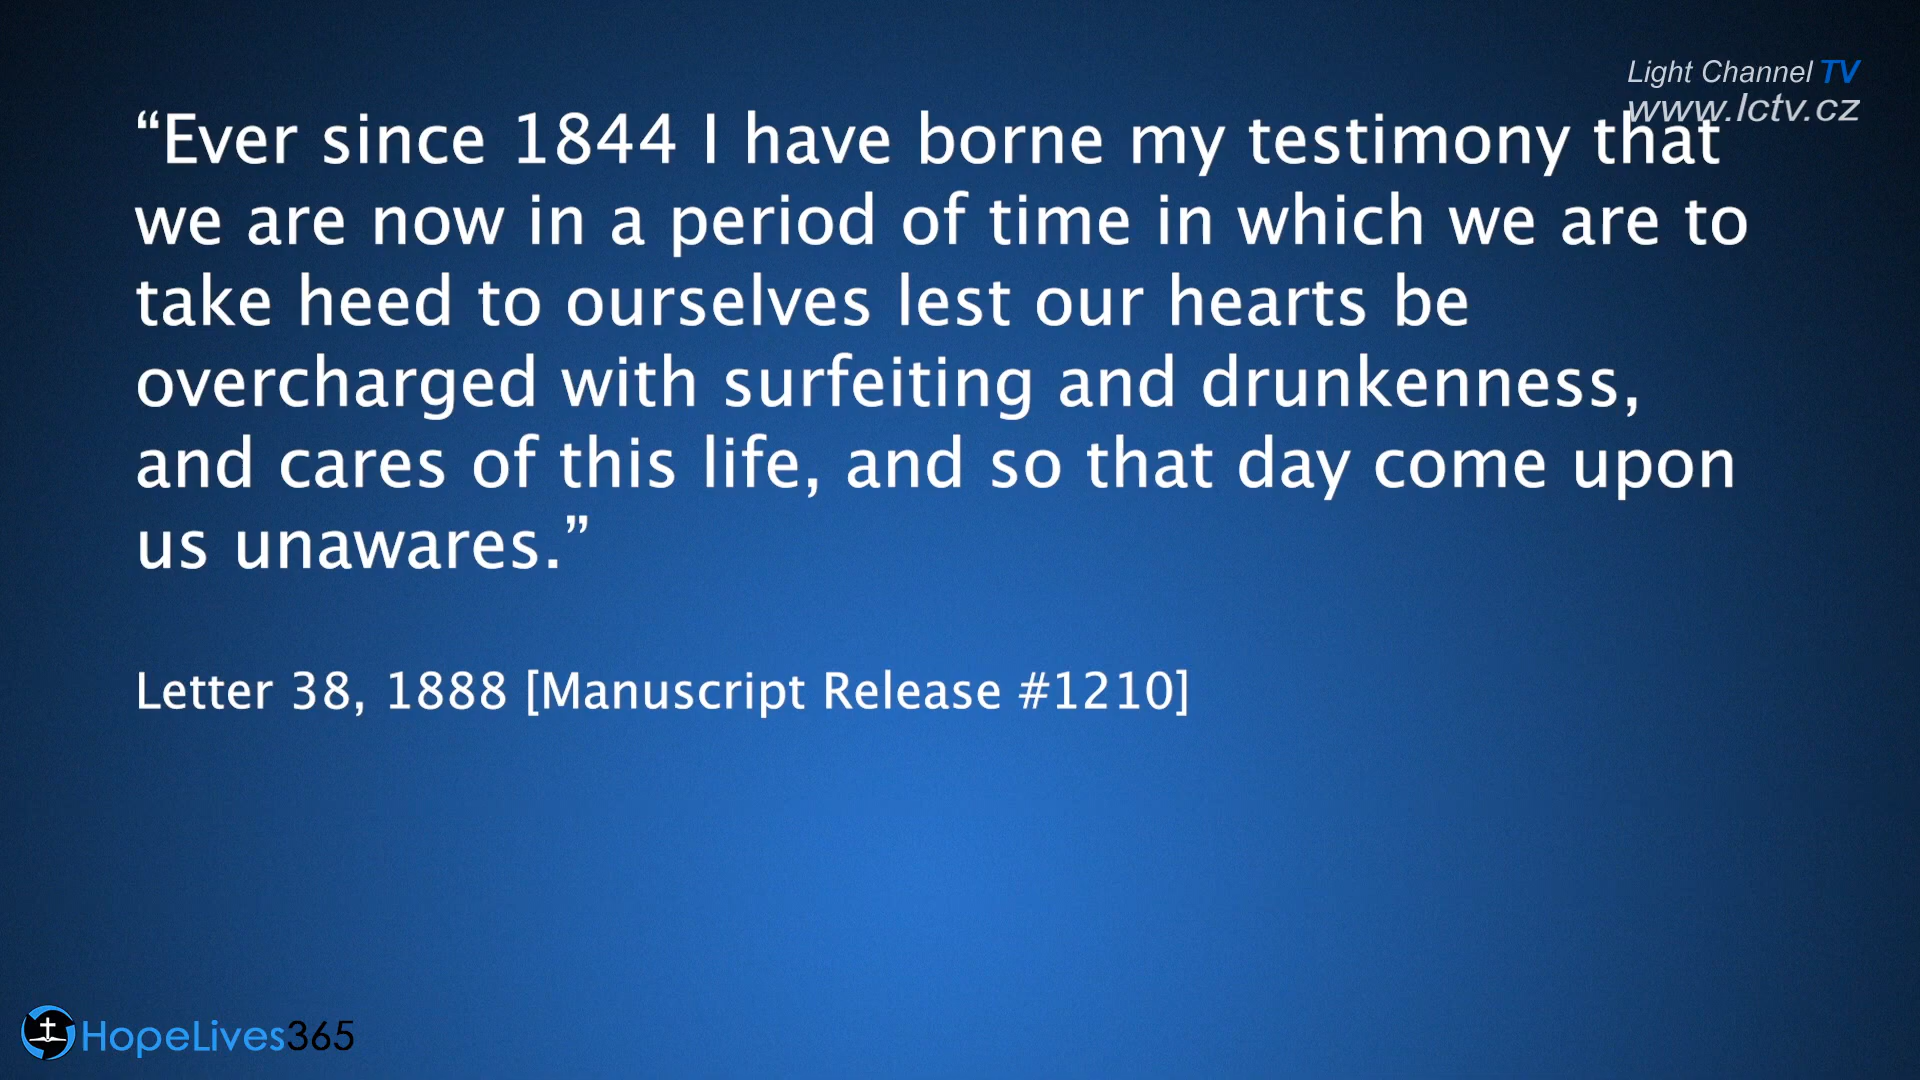 Light Channel TV
www.lctv.cz
“Ever since 1844 I have borne my testimony that
we are now in a period of time in which we are to
take heed to ourselves lest our hearts be
overcharged with surfeiting and drunkenness,
and cares of this life, and so that day come upon
us unawares.”
Letter 38, 1888 [Manuscript Release #1210]
HopeLives365